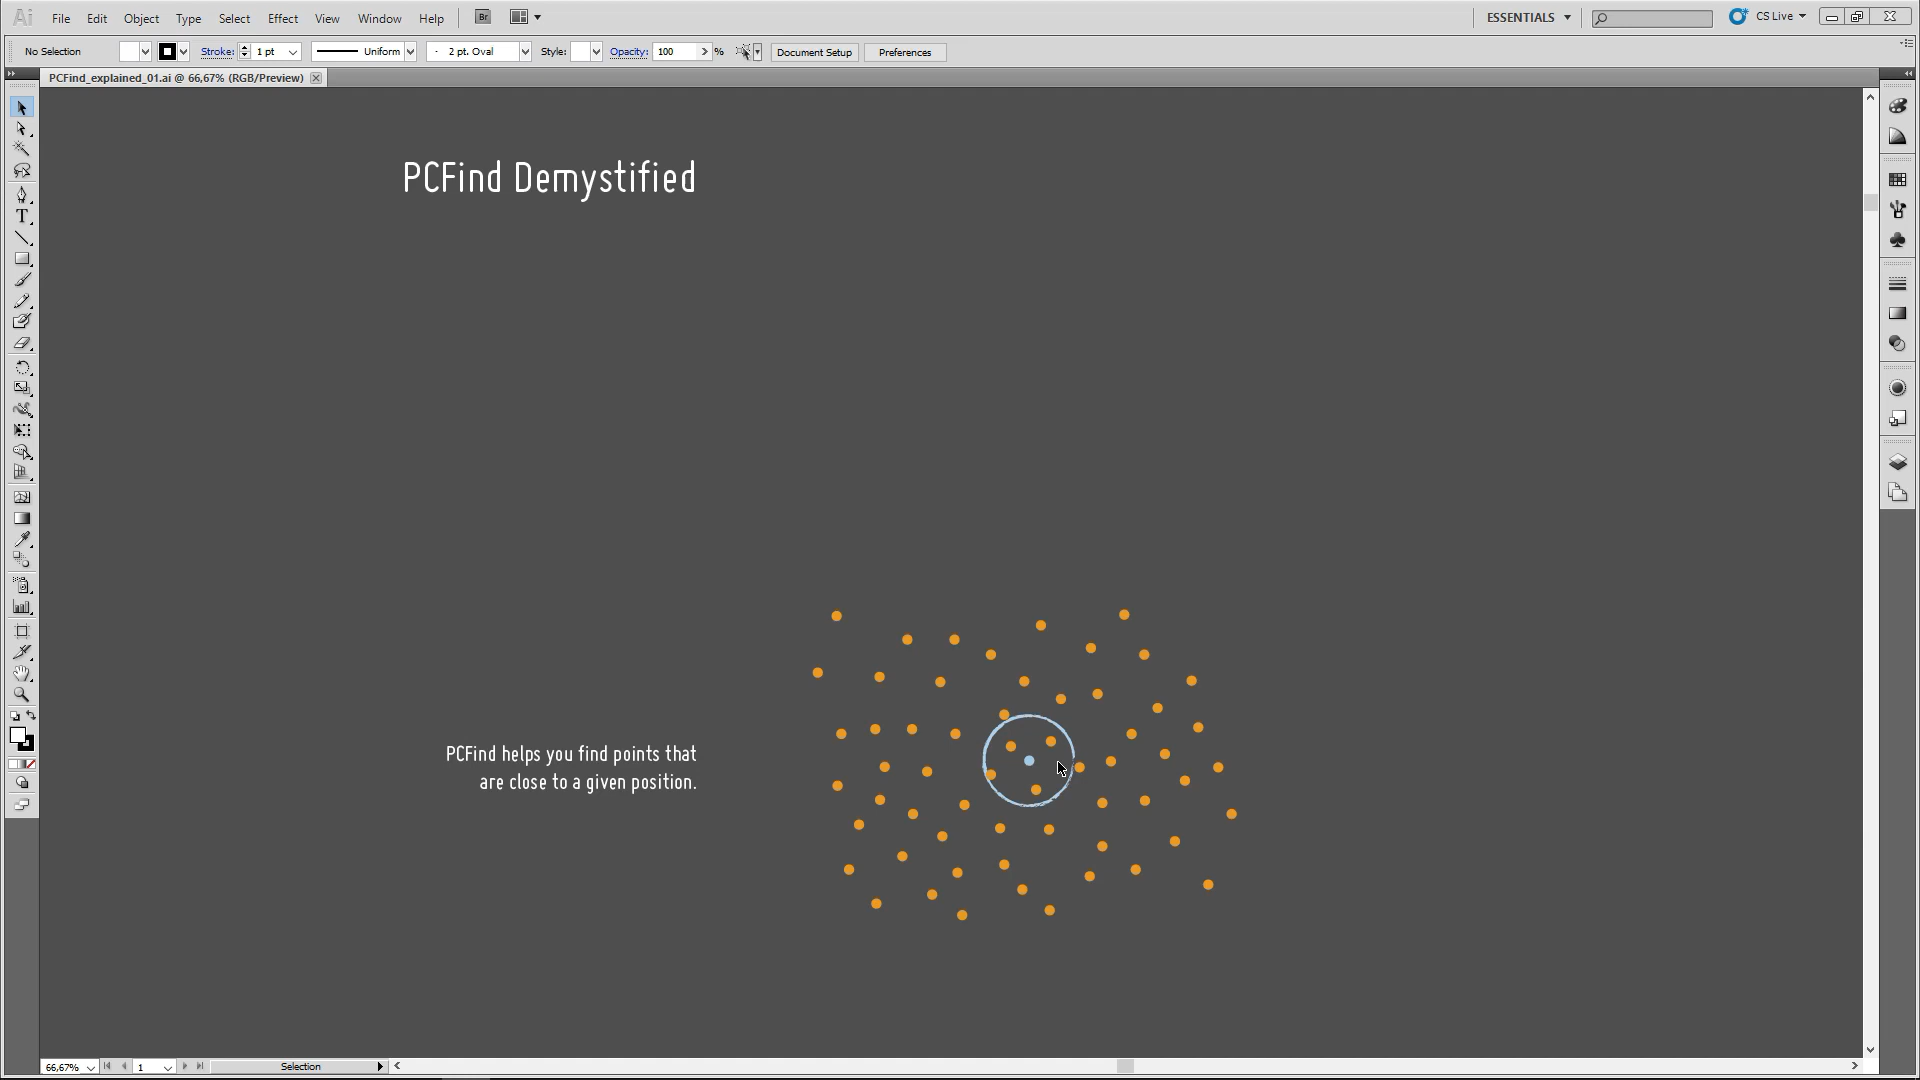 Ai File Edit Object Type Select Effect View Window Help Br ESSENTIALS CS Live
No Selection Stroke: 1 pt Uniform 2 pt. Oval Style: Opacity: 100 % Document Setup Preferences
PCFind_explained_01.ai @ 66,67% (RGB/Preview)
PCFind Demystified
PCFind helps you find points that
are close to a given position.
66,67% 1 Selection